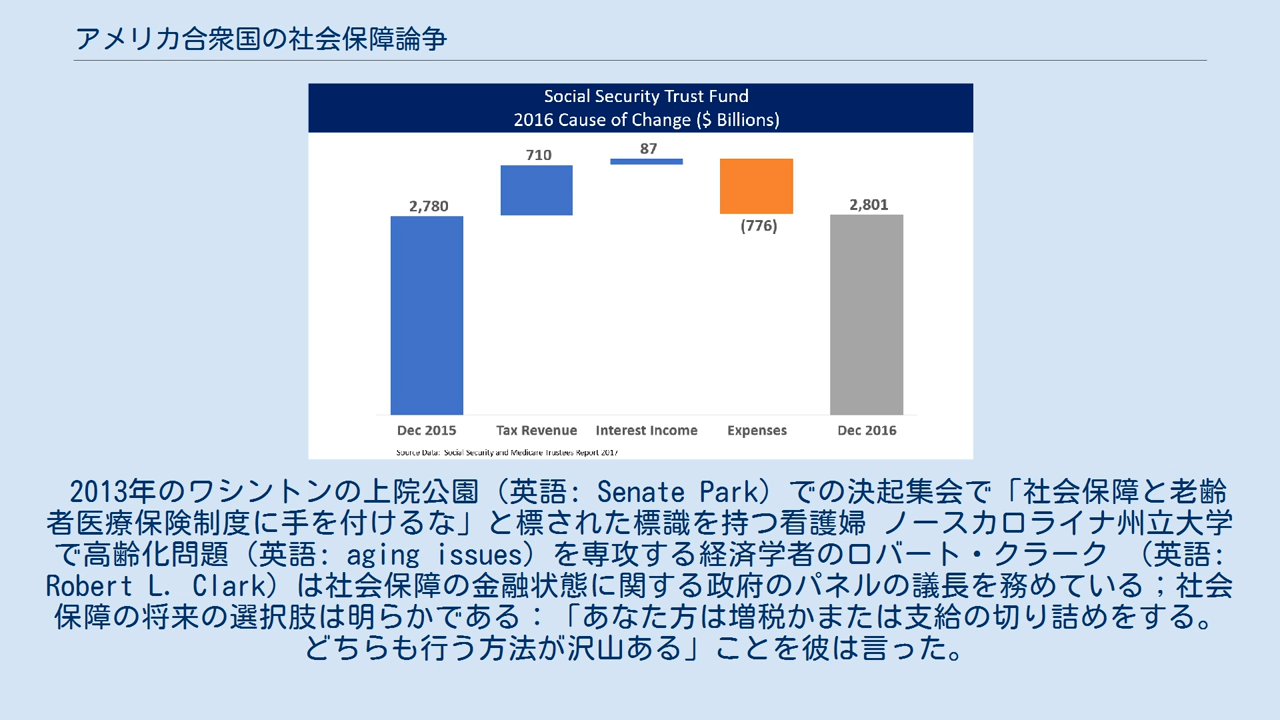 アメリカ合衆国の社会保障論争
Social Security Trust Fund
2016 Cause of Change ($ Billions)
2,780
710
87
(776)
2,801
Dec 2015
Tax Revenue
Interest Income
Expenses
Dec 2016
Source Data: Social Security and Medicare Trustees Report 2017
2013年のワシントンの上院公園（英語: Senate Park）での決起集会で「社会保障と老齢
者医療保険制度に手を付けるな」と標された標識を持つ看護婦 ノースカロライナ州立大学
で高齢化問題（英語: aging issues）を専攻する経済学者のロバート・クラーク （英語:
Robert L. Clark）は社会保障の金融状態に関する政府のパネルの議長を務めている；社会
保障の将来の選択肢は明らかである：「あなた方は増税かまたは支給の切り詰めをする。
どちらも行う方法が沢山ある」ことを彼は言った。